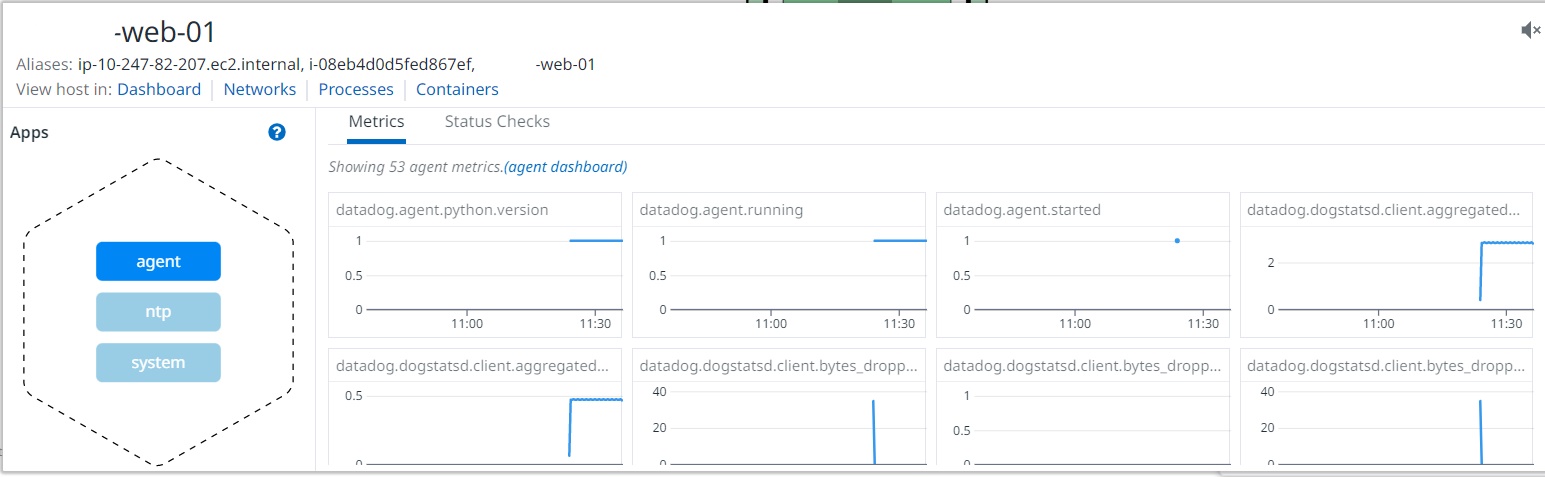 -web-01
Aliases: ip-10-247-82-207.ec2.internal, i-08eb4d0d5fed867ef, -web-01
View host in: Dashboard Networks Processes Containers
Apps ?
Metrics Status Checks
Showing 53 agent metrics.(agent dashboard)
agent
ntp
system
datadog.agent.python.version
1
0.5
0
11:00 11:30
datadog.agent.running
1
0.5
0
11:00 11:30
datadog.agent.started
1
0.5
0
11:00 11:30
datadog.dogstatsd.client.aggregated...
2
0
11:00 11:30
datadog.dogstatsd.client.aggregated...
0.5
0
datadog.dogstatsd.client.bytes_dropp...
40
20
0
datadog.dogstatsd.client.bytes_dropp...
1
0.5
0
datadog.dogstatsd.client.bytes_dropp...
40
20
0